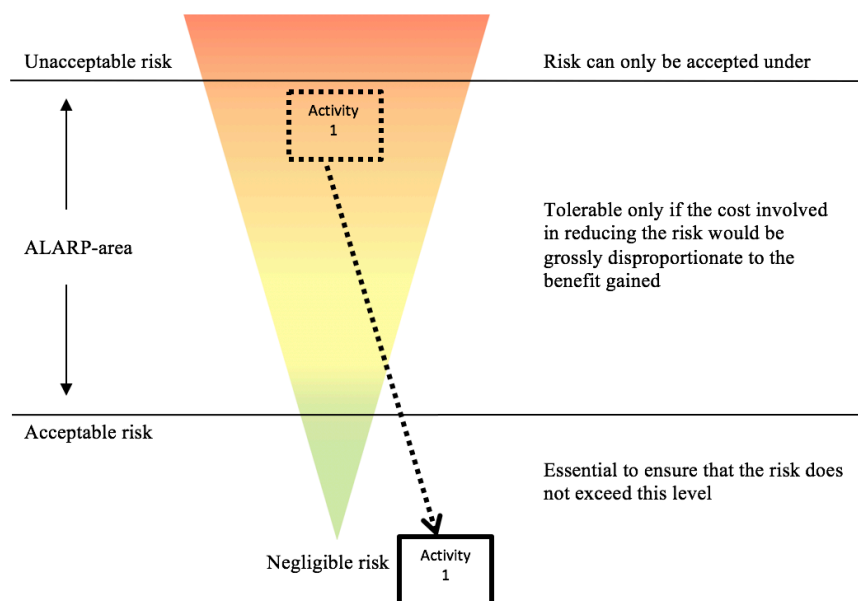 Unacceptable risk
Risk can only be accepted under
Activity
1
ALARP-area
Tolerable only if the cost involved
in reducing the risk would be
grossly disproportionate to the
benefit gained
Acceptable risk
Essential to ensure that the risk does
not exceed this level
Negligible risk
Activity
1